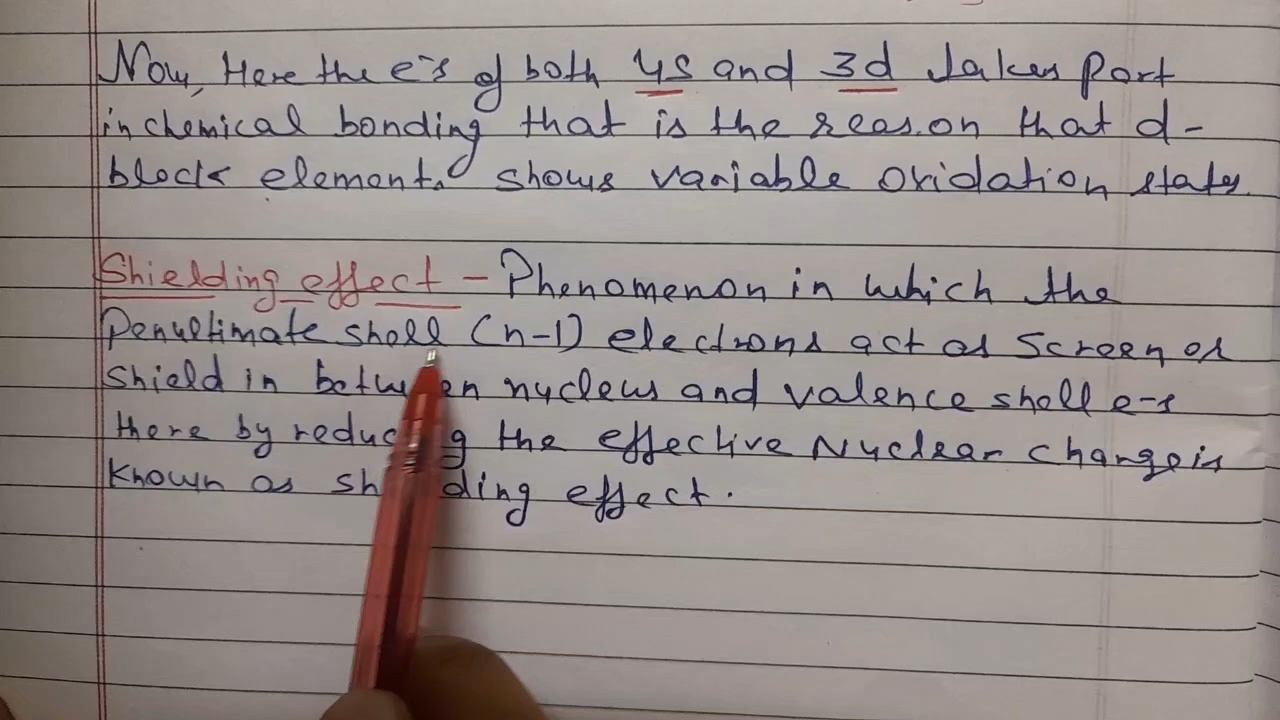 Now, Here the e-s of both 4s and 3d takes Part
in chemical bonding that is the reason that d-
block elements shows variable oxidation states
Shielding effect - Phenomenon in which the
Penultimate shell (n-1) electrons act as Screen or
Shield in between nucleus and valence shell e-s
there by reducing the effective Nuclear charge is
Known as shielding effect.